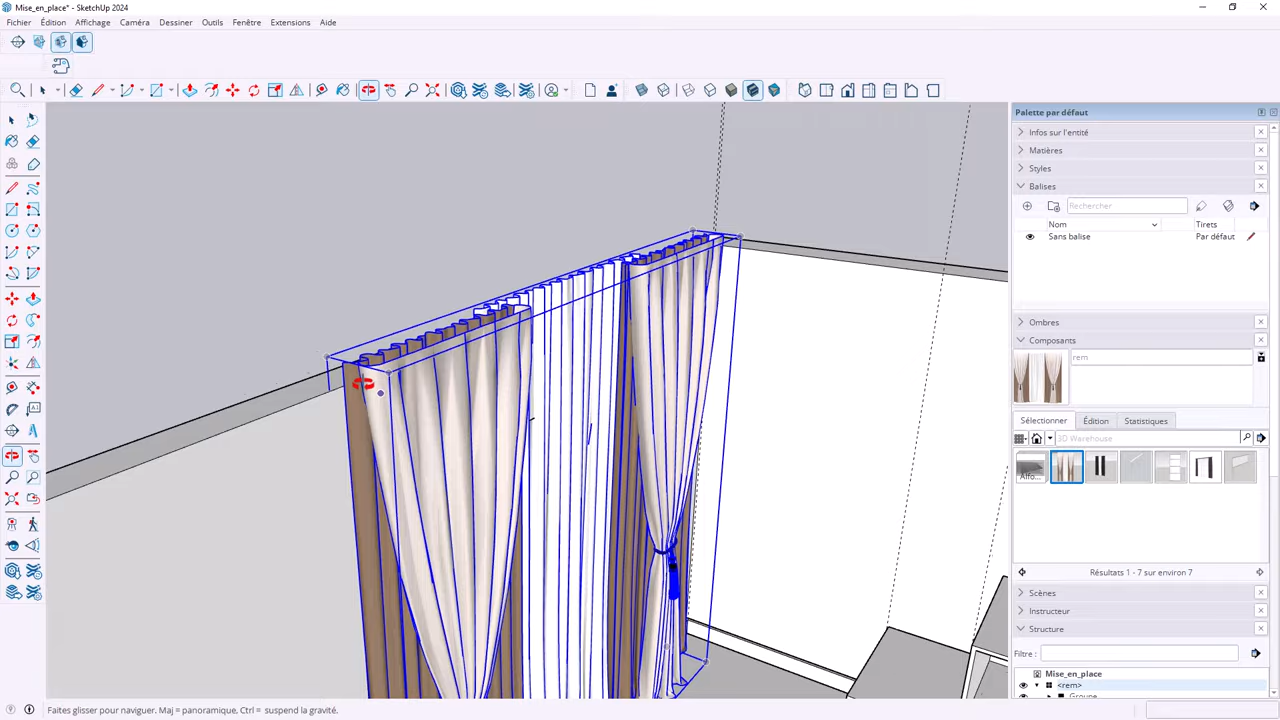 Mise_en_place* - SketchUp 2024
Fichier Édition Affichage Caméra Dessiner Outils Fenêtre Extensions Aide
Palette par défaut
Infos sur l'entité
Matières
Styles
Balises
Rechercher
Nom Tirets
Sans balise Par défaut
Ombres
Composants
rem
Sélectionner Édition Statistiques
3D Warehouse
Alfo...
Résultats 1 - 7 sur environ 7
Scènes
Instructeur
Structure
Filtre :
Mise_en_place
<rem>
Groupe
Faites glisser pour naviguer. Maj = panoramique, Ctrl = suspend la gravité.